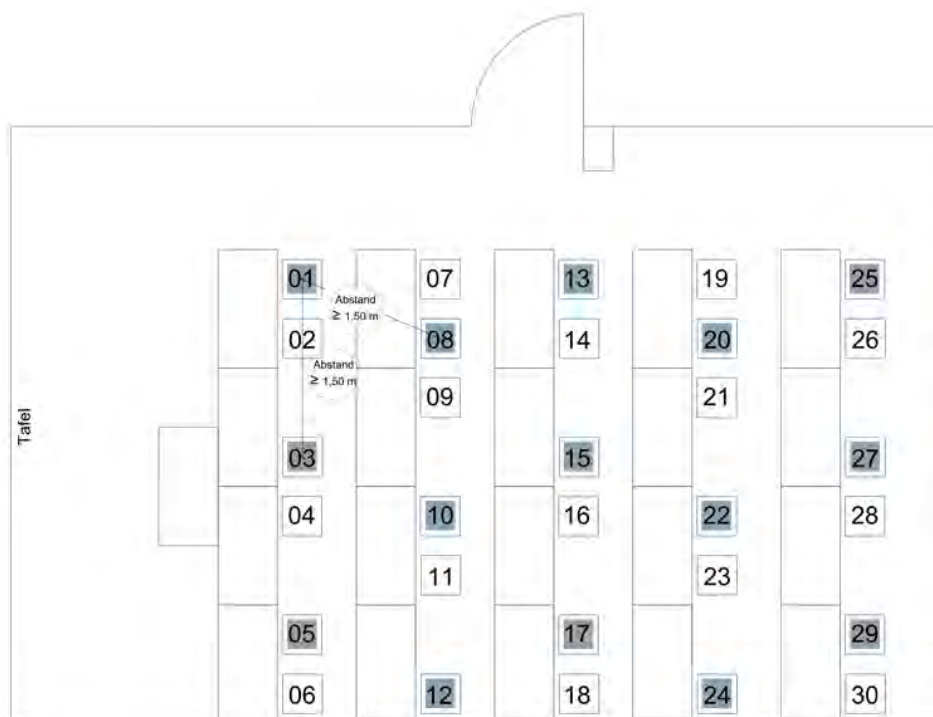 01 07 13 19 25
Abstand
≥ 1,50 m
02 08 14 20 26
Abstand
≥ 1,50 m
09 21
Tafel
03 15 27
04 10 16 22 28
11 23
05 17 29
06 12 18 24 30